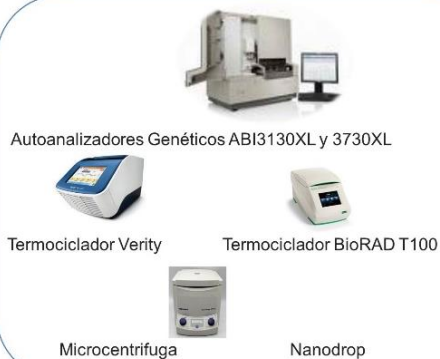 Autoanalizadores Genéticos ABI3130XL y 3730XL
Termociclador Verity Termociclador BioRAD T100
Microcentrifuga Nanodrop